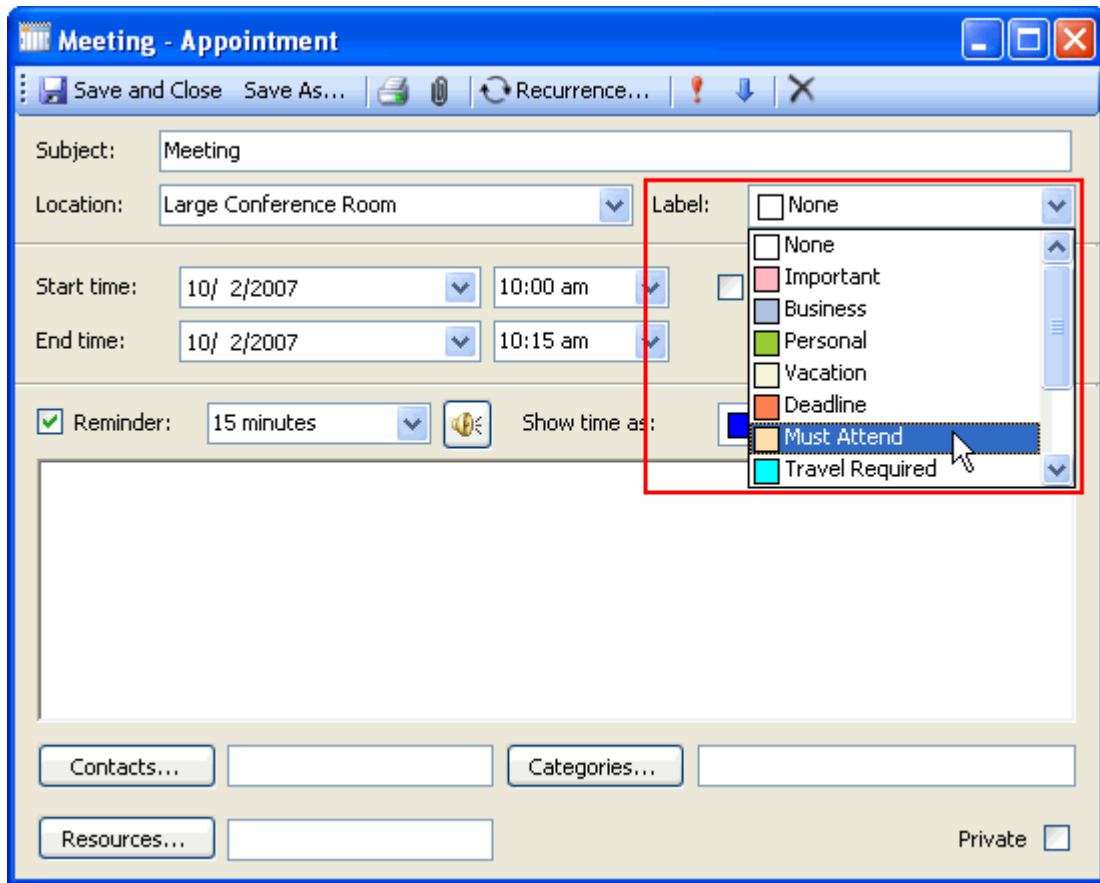 Meeting - Appointment
Save and Close Save As... Recurrence...
Subject: Meeting
Location: Large Conference Room Label: None
None
Important
Start time: 10/ 2/2007 10:00 am
Business
End time: 10/ 2/2007 10:15 am
Personal
Vacation
Deadline
Reminder: 15 minutes Show time as:
Must Attend
Travel Required
Contacts... Categories...
Resources... Private